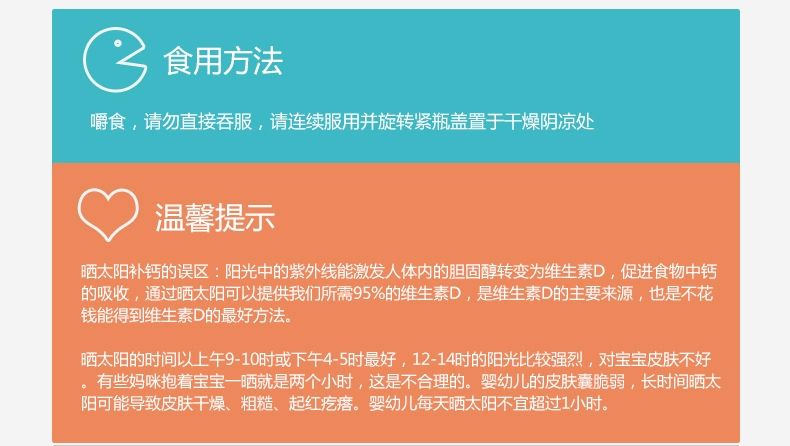 食用方法
嚼食，请勿直接吞服，请连续服用并旋转紧瓶盖置于干燥阴凉处
温馨提示
晒太阳补钙的误区：阳光中的紫外线能激发人体内的胆固醇转变为维生素D，促进食物中钙
的吸收，通过晒太阳可以提供我们所需95%的维生素D，是维生素D的主要来源，也是不花
钱能得到维生素D的最好方法。
晒太阳的时间以上午9-10时或下午4-5时最好，12-14时的阳光比较强烈，对宝宝皮肤不好
。有些妈咪抱着宝宝一晒就是两个小时，这是不合理的。婴幼儿的皮肤囊脆弱，长时间晒太
阳可能导致皮肤干燥、粗糙、起红疙瘩。婴幼儿每天晒太阳不宜超过1小时。